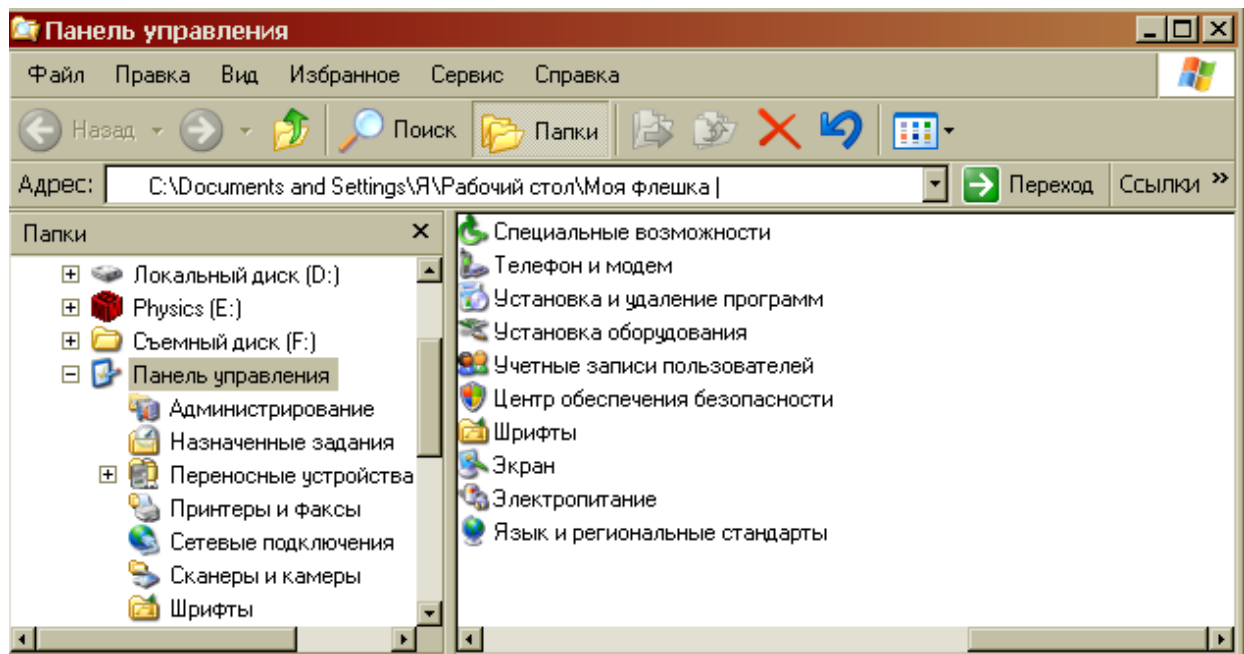 Панель управления
Файл Правка Вид Избранное Сервис Справка
Назад Поиск Папки
Адрес: C:\Documents and Settings\Я\Рабочий стол\Моя флешка Переход Ссылки »
Папки
Локальный диск (D:)
Physics (E:)
Съемный диск (F:)
Панель управления
Администрирование
Назначенные задания
Переносные устройства
Принтеры и факсы
Сетевые подключения
Сканеры и камеры
Шрифты
Специальные возможности
Телефон и модем
Установка и удаление программ
Установка оборудования
Учетные записи пользователей
Центр обеспечения безопасности
Шрифты
Экран
Электропитание
Язык и региональные стандарты